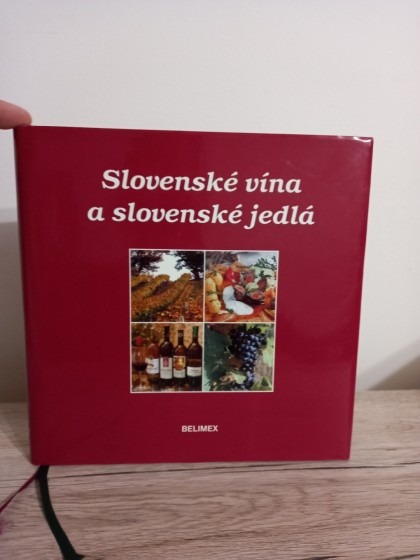 Slovenské vína
a slovenské jedlá
BELIMEX